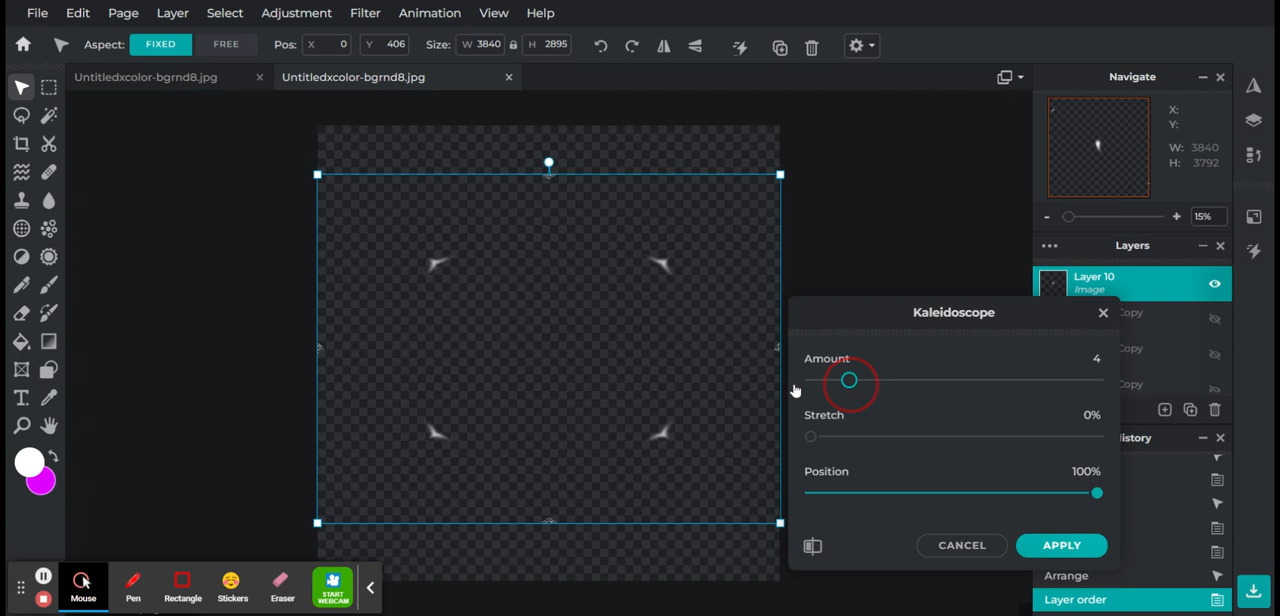 File Edit Page Layer Select Adjustment Filter Animation View Help
Aspect: FIXED FREE Pos: X 0 Y 406 Size: W 3840 H 2895
Untitledxcolor-bgrnd8.jpg Untitledxcolor-bgrnd8.jpg
Navigate
X:
Y:
W: 3840
H: 3792
15%
Layers
Layer 10
Image
Copy
Copy
Copy
Kaleidoscope
Amount 4
Stretch 0%
Position 100%
CANCEL APPLY
istory
Arrange
Layer order
Mouse Pen Rectangle Stickers Eraser START
WEBCAM